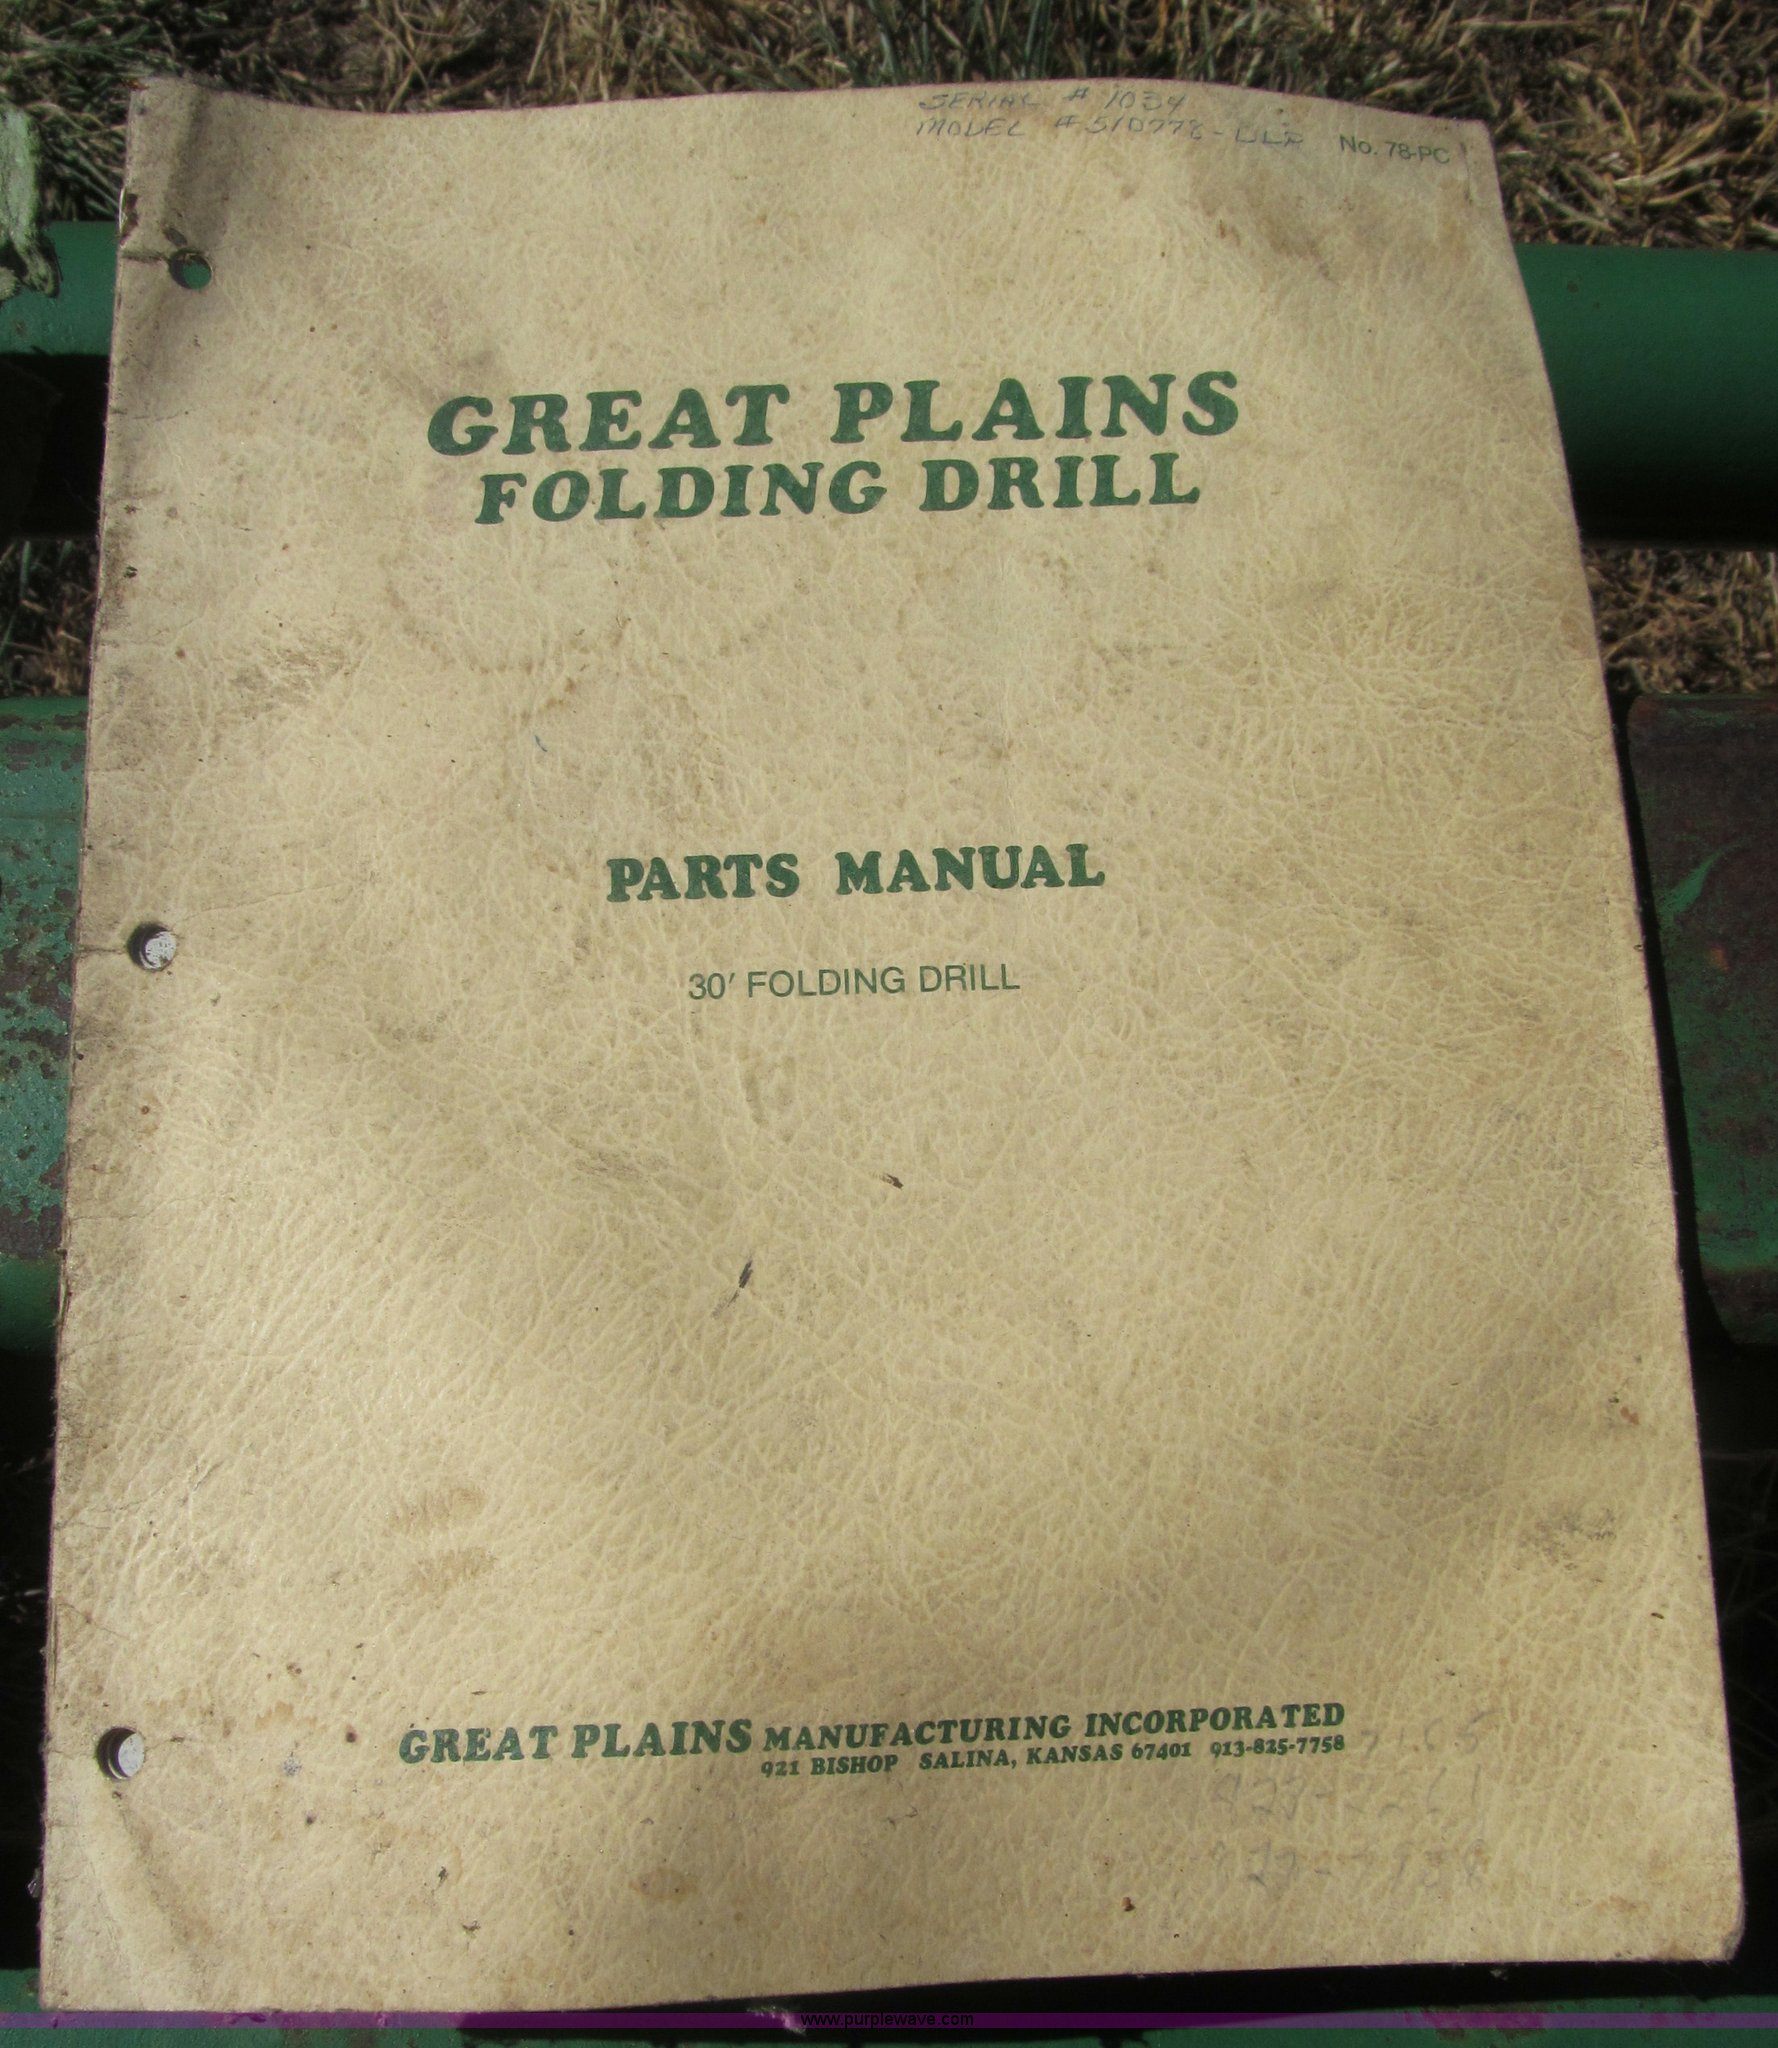 SERIAL # 1034
MODEL # 510778-
No. 78-PC
GREAT PLAINS
FOLDING DRILL
PARTS MANUAL
30' FOLDING DRILL
GREAT PLAINS MANUFACTURING INCORPORATED
921 BISHOP SALINA, KANSAS 67401 913-825-7758
www.purplewave.com